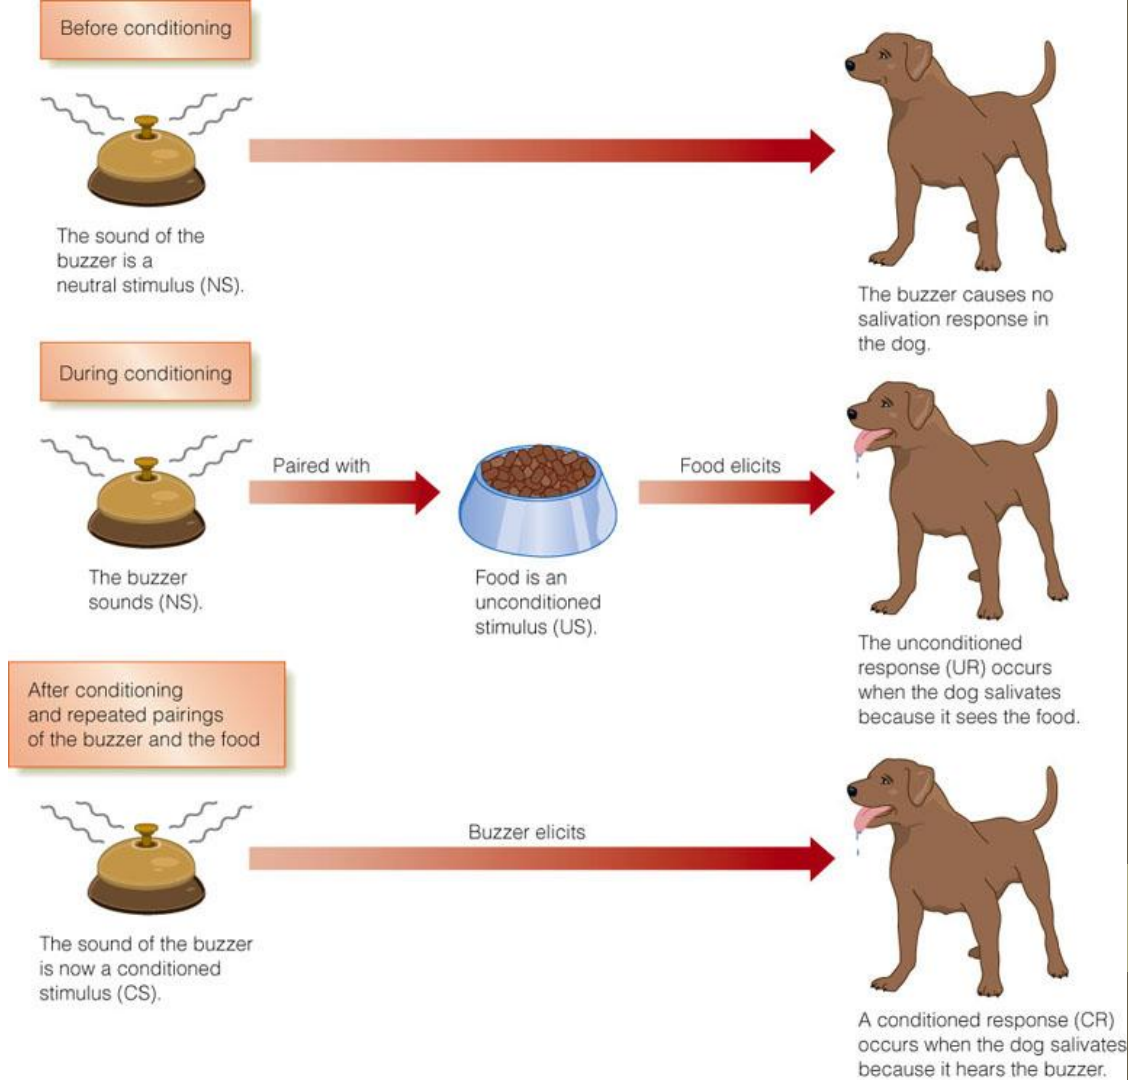 Before conditioning
The sound of the
buzzer is a
neutral stimulus (NS).
The buzzer causes no
salivation response in
the dog.
During conditioning
Paired with
Food elicits
The buzzer
sounds (NS).
Food is an
unconditioned
stimulus (US).
The unconditioned
response (UR) occurs
when the dog salivates
because it sees the food.
After conditioning
and repeated pairings
of the buzzer and the food
Buzzer elicits
The sound of the buzzer
is now a conditioned
stimulus (CS).
A conditioned response (CR)
occurs when the dog salivates
because it hears the buzzer.